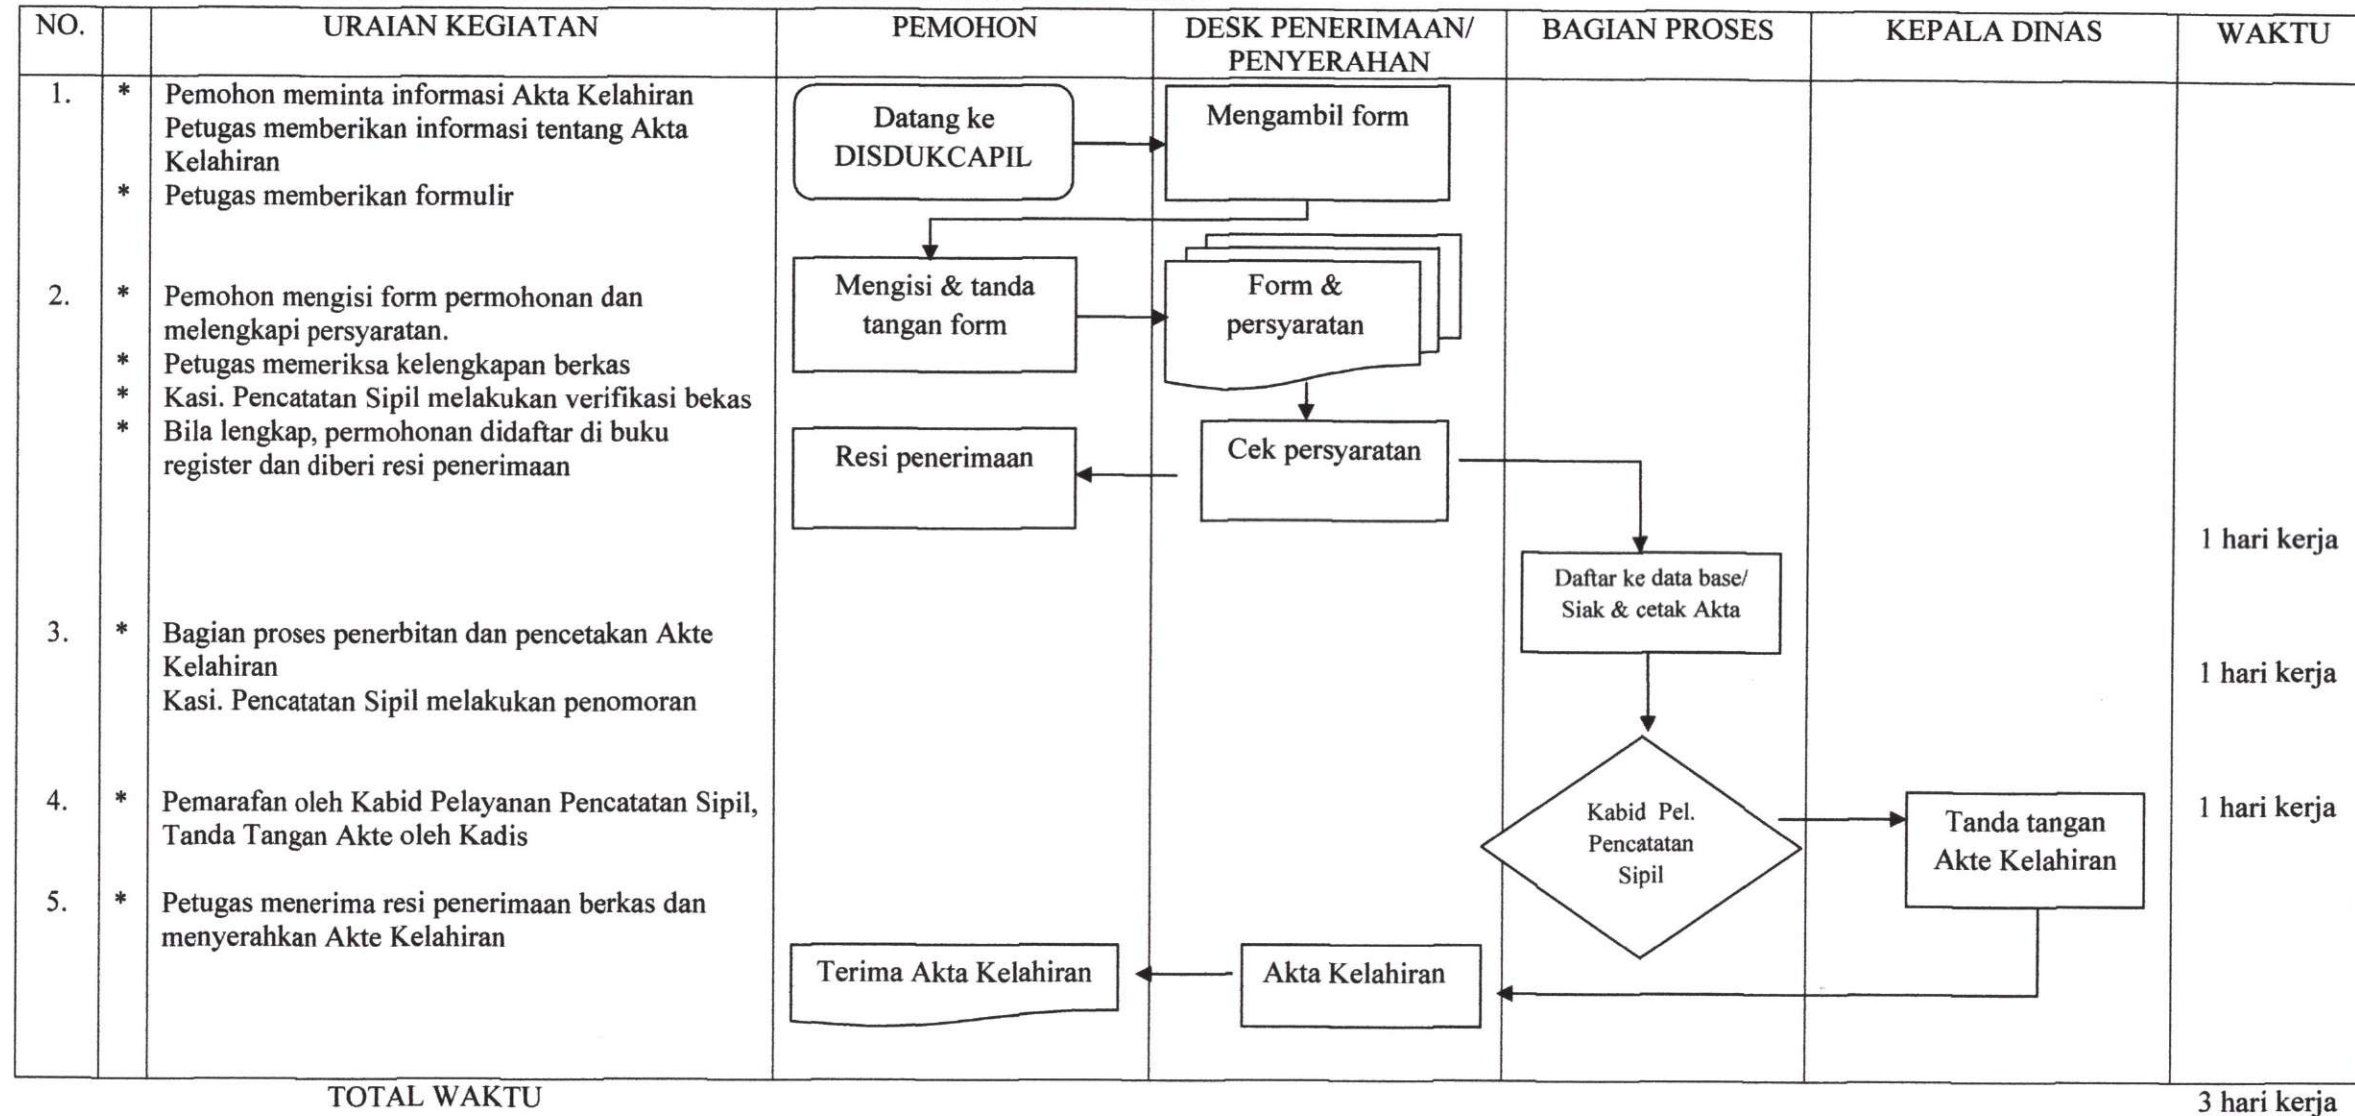 NO.
URAIAN KEGIATAN
PEMOHON
DESK PENERIMAAN/
PENYERAHAN
BAGIAN PROSES
KEPALA DINAS
WAKTU
1.
* Pemohon meminta informasi Akta Kelahiran
Petugas memberikan informasi tentang Akta
Kelahiran
* Petugas memberikan formulir
Datang ke
DISDUKCAPIL
Mengambil form
2.
* Pemohon mengisi form permohonan dan
melengkapi persyaratan.
* Petugas memeriksa kelengkapan berkas
* Kasi. Pencatatan Sipil melakukan verifikasi bekas
* Bila lengkap, permohonan didaftar di buku
register dan diberi resi penerimaan
Mengisi & tanda
tangan form
Form &
persyaratan
Resi penerimaan
Cek persyaratan
1 hari kerja
Daftar ke data base/
Siak & cetak Akta
3.
* Bagian proses penerbitan dan pencetakan Akte
Kelahiran
Kasi. Pencatatan Sipil melakukan penomoran
1 hari kerja
4.
* Pemarafan oleh Kabid Pelayanan Pencatatan Sipil,
Tanda Tangan Akte oleh Kadis
Kabid Pel.
Pencatatan
Sipil
Tanda tangan
Akte Kelahiran
1 hari kerja
5.
* Petugas menerima resi penerimaan berkas dan
menyerahkan Akte Kelahiran
Terima Akta Kelahiran
Akta Kelahiran
TOTAL WAKTU
3 hari kerja